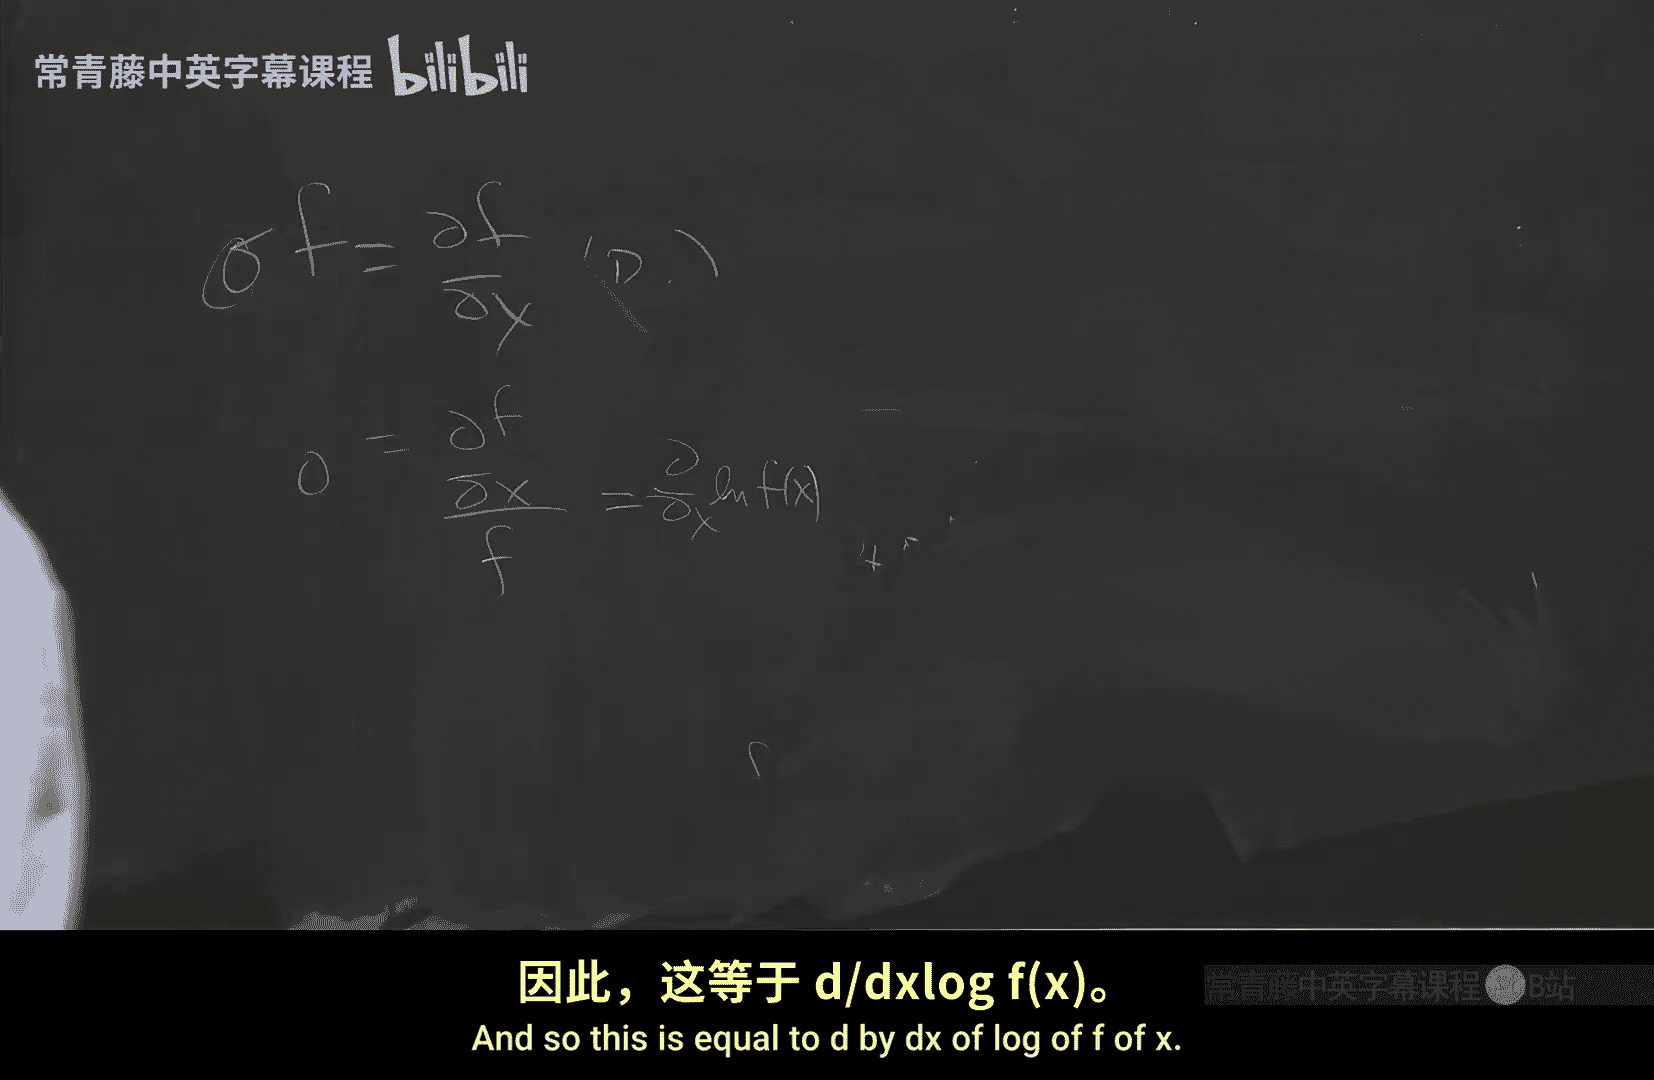 常青藤中英字幕课程 bilibili
σf = ∂f/∂x (D.)
0 = (∂f/∂x)/f = ∂/∂x ln f(x)
因此，这等于 d/dxlog f(x)。
常青藤中英字幕课程 B站
And so this is equal to d by dx of log of f of x.